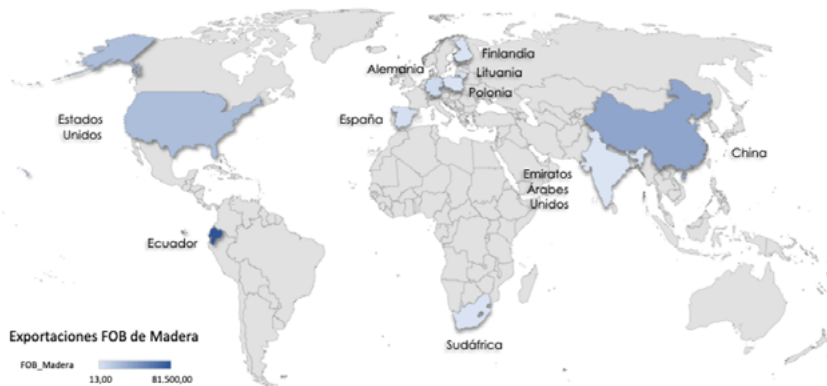 Finlandía
Alemania
Lituania
Polonia
Estados
Unidos
España
China
Emiratos
Árabes
Unidos
Ecuador
Exportaciones FOB de Madera
FOB_Madera
13,00
81.500,00
Sudáfrica